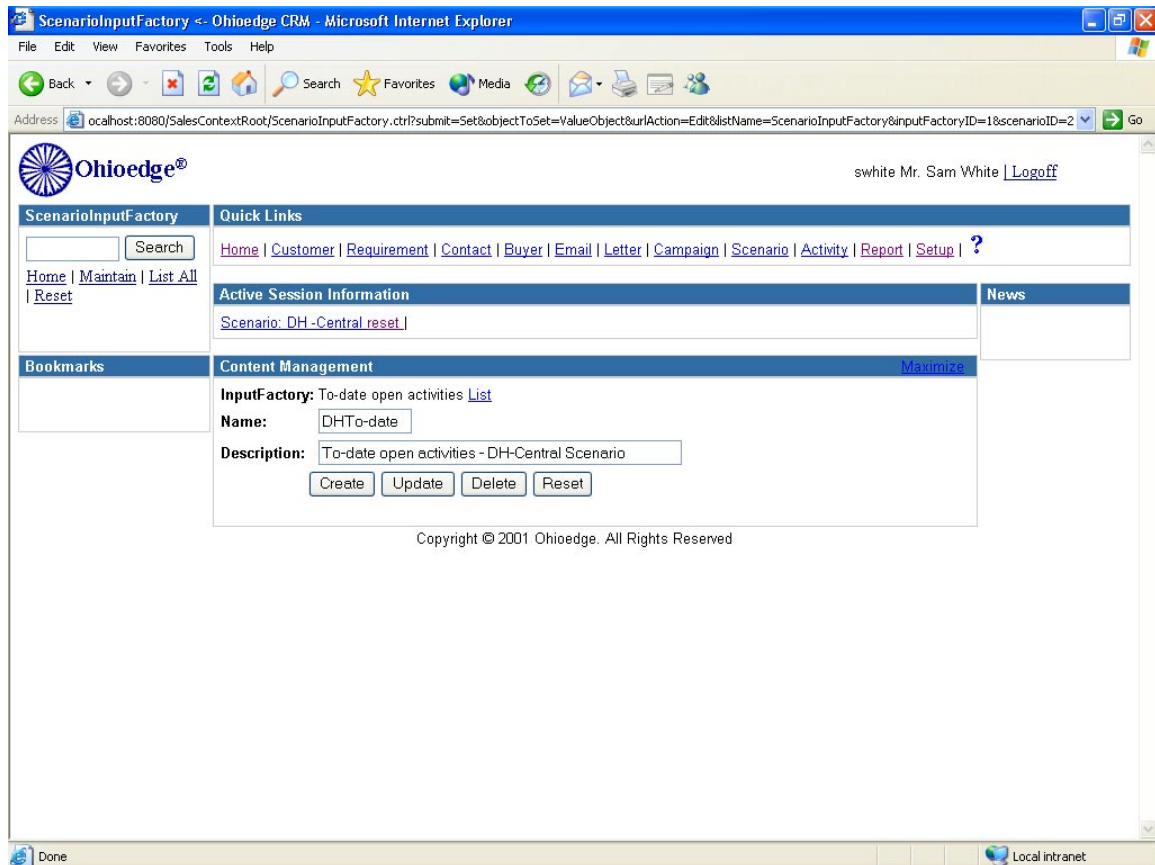 ScenarioInputFactory <- Ohioedge CRM - Microsoft Internet Explorer
File Edit View Favorites Tools Help
Back Search Favorites Media
Address ocalhost:8080/SalesContextRoot/ScenarioInputFactory.ctrl?submit=Set&objectToSet=ValueObject&urlAction=Edit&listName=ScenarioInputFactory&inputFactoryID=1&scenarioID=2 Go
Ohioedge®
swhite Mr. Sam White | Logoff
ScenarioInputFactory
Search
Home | Maintain | List All
| Reset
Bookmarks
Quick Links
Home | Customer | Requirement | Contact | Buyer | Email | Letter | Campaign | Scenario | Activity | Report | Setup | ?
Active Session Information
Scenario: DH -Central reset |
News
Content Management Maximize
InputFactory: To-date open activities List
Name: DHTo-date
Description: To-date open activities - DH-Central Scenario
Create Update Delete Reset
Copyright © 2001 Ohioedge. All Rights Reserved
Done Local intranet